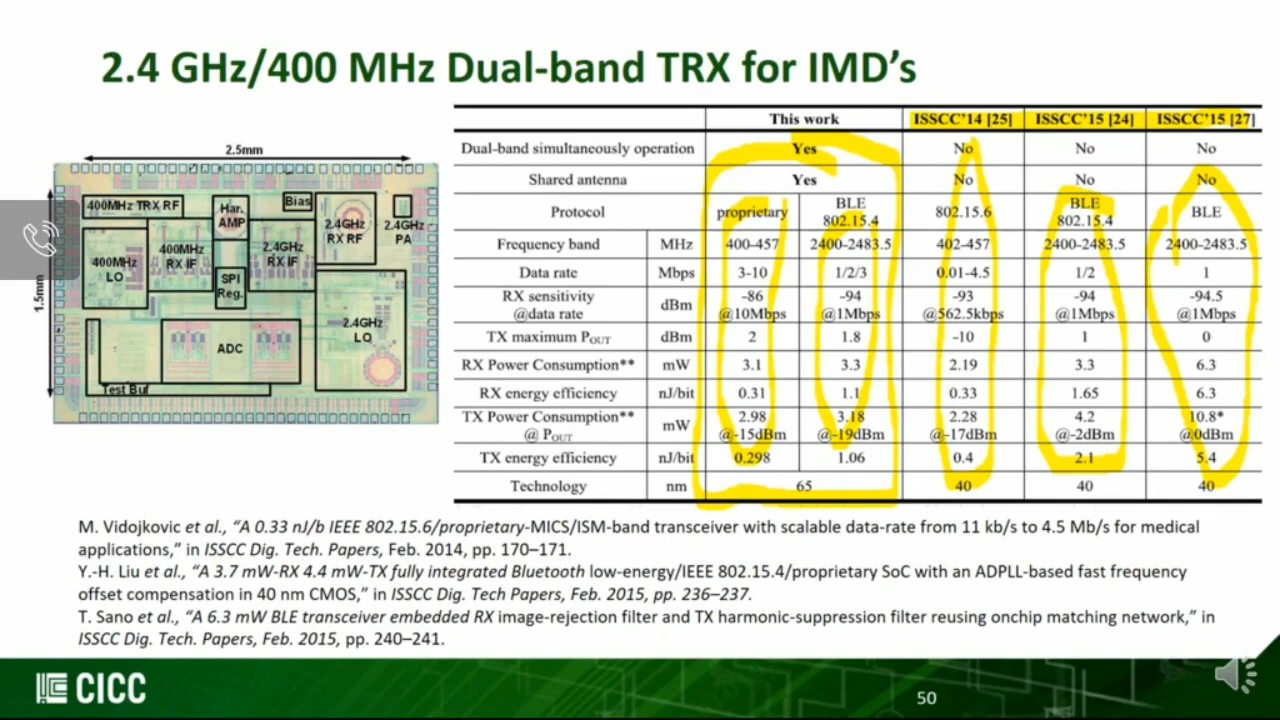 2.4 GHz/400 MHz Dual-band TRX for IMD's
2.5mm
1.5mm
400MHz TRX RF
Har. AMP
Bias
2.4GHz RX RF
2.4GHz PA
400MHz LO
400MHz RX IF
2.4GHz RX IF
SPI Reg.
2.4GHz LO
ADC
Test Buf
This work ISSCC'14 [25] ISSCC'15 [24] ISSCC'15 [27]
Dual-band simultaneously operation Yes No No No
Shared antenna Yes No No No
Protocol proprietary BLE 802.15.4 802.15.6 BLE 802.15.4 BLE
Frequency band MHz 400-457 2400-2483.5 402-457 2400-2483.5 2400-2483.5
Data rate Mbps 3-10 1/2/3 0.01-4.5 1/2 1
RX sensitivity @data rate dBm -86 @10Mbps -94 @1Mbps -93 @562.5kbps -94 @1Mbps -94.5 @1Mbps
TX maximum POUT dBm 2 1.8 -10 1 0
RX Power Consumption** mW 3.1 3.3 2.19 3.3 6.3
RX energy efficiency nJ/bit 0.31 1.1 0.33 1.65 6.3
TX Power Consumption** @ POUT mW 2.98 @-15dBm 3.18 @-19dBm 2.28 @-17dBm 4.2 @-2dBm 10.8* @0dBm
TX energy efficiency nJ/bit 0.298 1.06 0.4 2.1 5.4
Technology nm 65 40 40 40
M. Vidojkovic et al., "A 0.33 nJ/b IEEE 802.15.6/proprietary-MICS/ISM-band transceiver with scalable data-rate from 11 kb/s to 4.5 Mb/s for medical
applications," in ISSCC Dig. Tech. Papers, Feb. 2014, pp. 170–171.
Y.-H. Liu et al., "A 3.7 mW-RX 4.4 mW-TX fully integrated Bluetooth low-energy/IEEE 802.15.4/proprietary SoC with an ADPLL-based fast frequency
offset compensation in 40 nm CMOS," in ISSCC Dig. Tech Papers, Feb. 2015, pp. 236–237.
T. Sano et al., "A 6.3 mW BLE transceiver embedded RX image-rejection filter and TX harmonic-suppression filter reusing onchip matching network," in
ISSCC Dig. Tech. Papers, Feb. 2015, pp. 240–241.
CICC
50